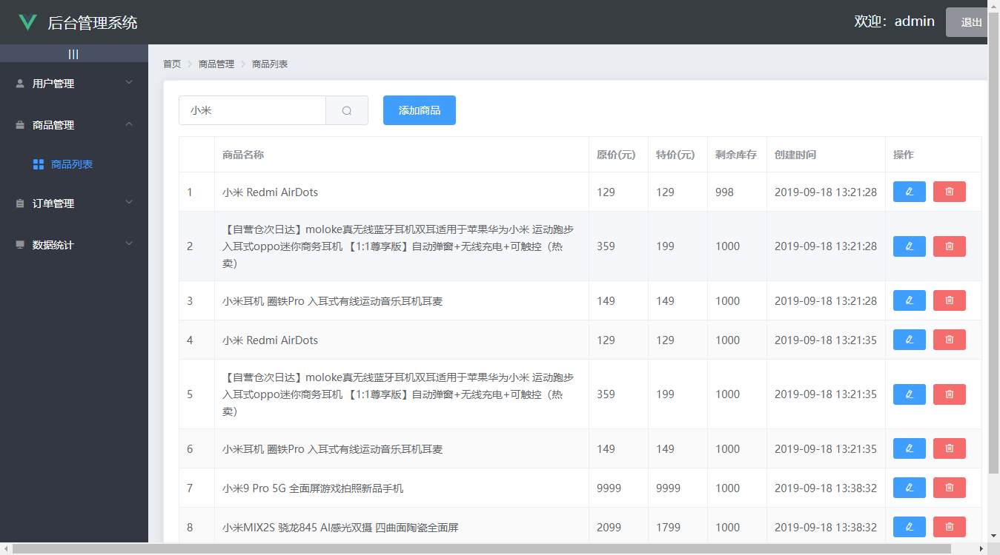 后台管理系统
欢迎：admin
退出
|||
用户管理
商品管理
商品列表
订单管理
数据统计
首页 > 商品管理 > 商品列表
小米
添加商品
商品名称 原价(元) 特价(元) 剩余库存 创建时间 操作
1 小米 Redmi AirDots 129 129 998 2019-09-18 13:21:28
2 【自营仓次日达】moloke真无线蓝牙耳机双耳适用于苹果华为小米 运动跑步
入耳式oppo迷你商务耳机 【1:1尊享版】自动弹窗+无线充电+可触控（热
卖） 359 199 1000 2019-09-18 13:21:28
3 小米耳机 圈铁Pro 入耳式有线运动音乐耳机耳麦 149 149 1000 2019-09-18 13:21:28
4 小米 Redmi AirDots 129 129 1000 2019-09-18 13:21:35
5 【自营仓次日达】moloke真无线蓝牙耳机双耳适用于苹果华为小米 运动跑步
入耳式oppo迷你商务耳机 【1:1尊享版】自动弹窗+无线充电+可触控（热
卖） 359 199 1000 2019-09-18 13:21:35
6 小米耳机 圈铁Pro 入耳式有线运动音乐耳机耳麦 149 149 1000 2019-09-18 13:21:35
7 小米9 Pro 5G 全面屏游戏拍照新品手机 9999 9999 1000 2019-09-18 13:38:32
8 小米MIX2S 骁龙845 AI感光双摄 四曲面陶瓷全面屏 2099 1799 1000 2019-09-18 13:38:32